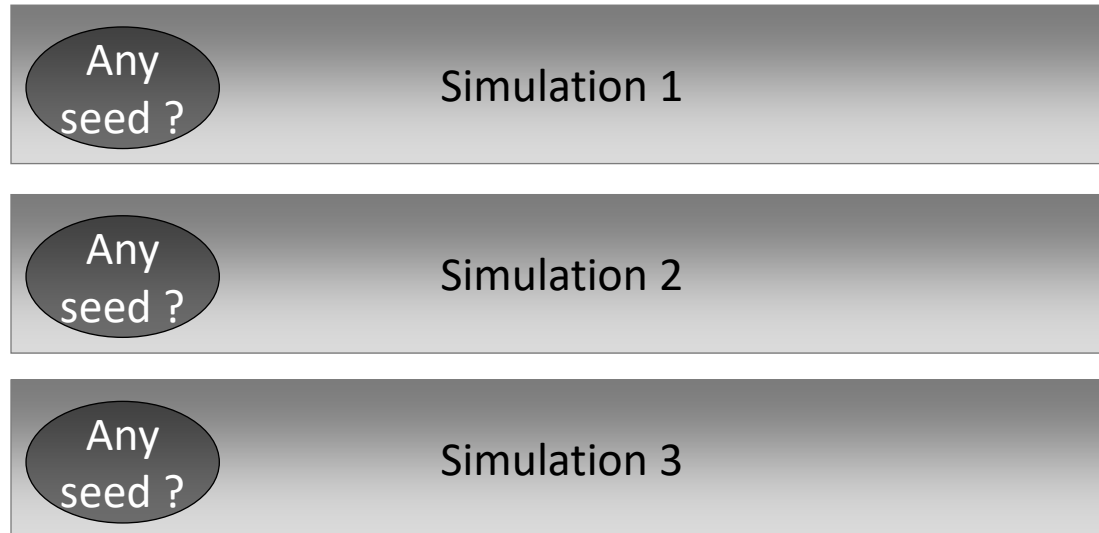 Any
seed ?
Simulation 1
Any
seed ?
Simulation 2
Any
seed ?
Simulation 3